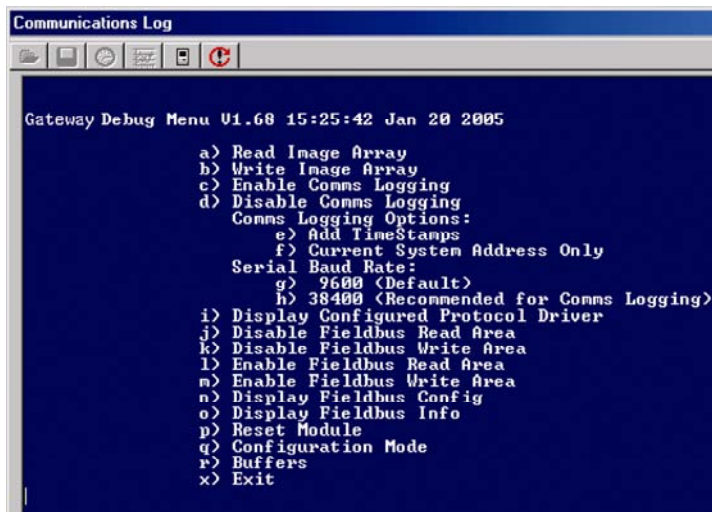 Communications Log
Gateway Debug Menu V1.68 15:25:42 Jan 20 2005
a) Read Image Array
b) Write Image Array
c) Enable Comms Logging
d) Disable Comms Logging
Comms Logging Options:
e) Add TimeStamps
f) Current System Address Only
Serial Baud Rate:
g) 9600 (Default)
h) 38400 (Recommended for Comms Logging)
i) Display Configured Protocol Driver
j) Disable Fieldbus Read Area
k) Disable Fieldbus Write Area
l) Enable Fieldbus Read Area
m) Enable Fieldbus Write Area
n) Display Fieldbus Config
o) Display Fieldbus Info
p) Reset Module
q) Configuration Mode
r) Buffers
x) Exit